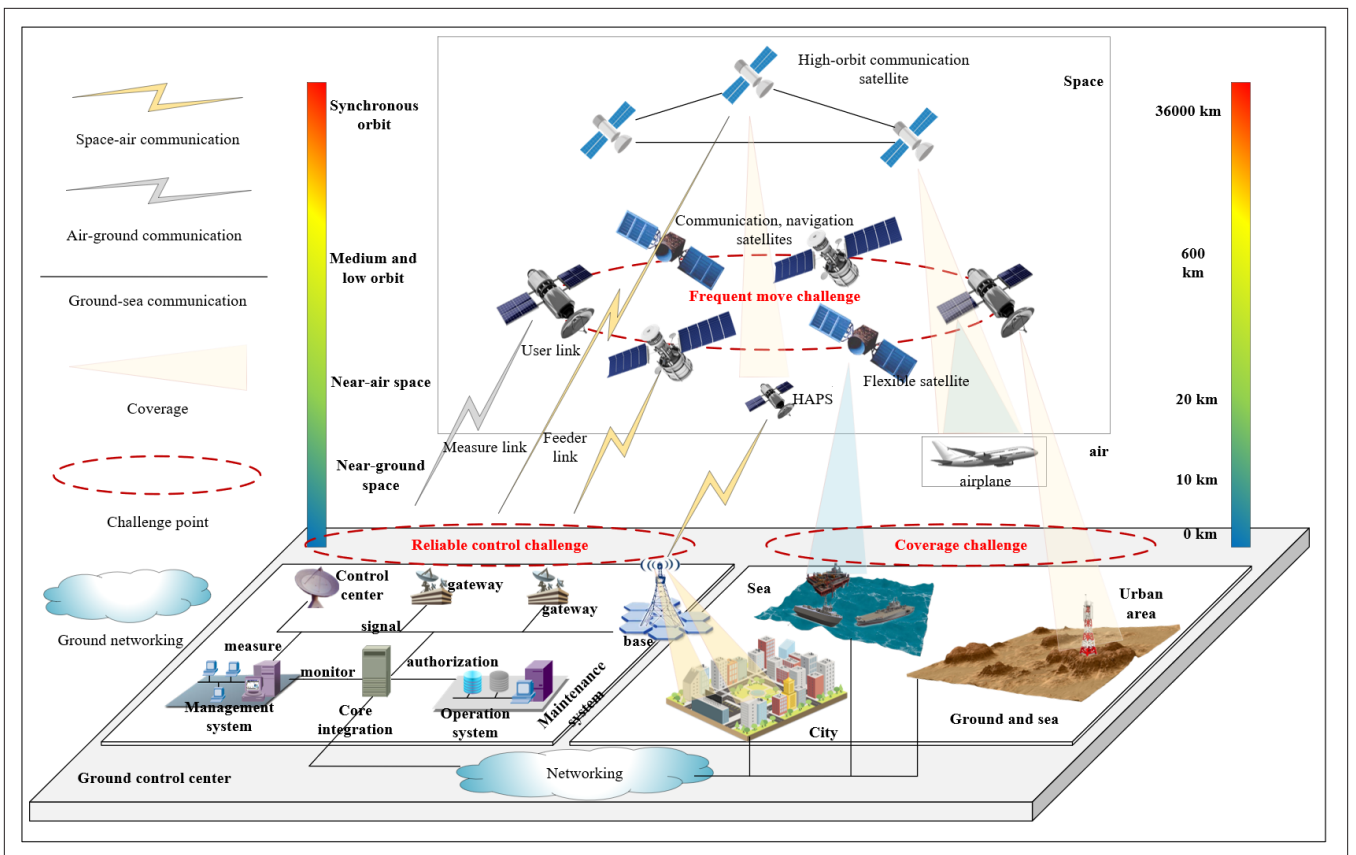 Space-air communication
Air-ground communication
Ground-sea communication
Coverage
Challenge point
Ground networking
Synchronous
orbit
Medium and
low orbit
Near-air space
Near-ground
space
High-orbit communication
satellite
Space
Communication, navigation
satellites
Frequent move challenge
User link
Flexible satellite
HAPS
Measure link
Feeder
link
air
airplane
36000 km
600
km
20 km
10 km
0 km
Reliable control challenge
Coverage challenge
Control
center
gateway
gateway
signal
measure
monitor
authorization
base
Management
system
Core
integration
Operation
system
Maintenance
system
Sea
Urban
area
City
Ground and sea
Ground control center
Networking